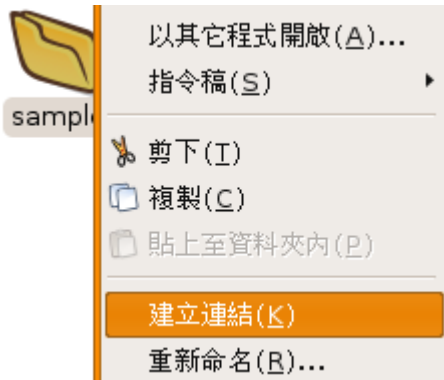 以其它程式開啟(A)...
指令稿(S)
sample
剪下(T)
複製(C)
貼上至資料夾內(P)
建立連結(K)
重新命名(R)...